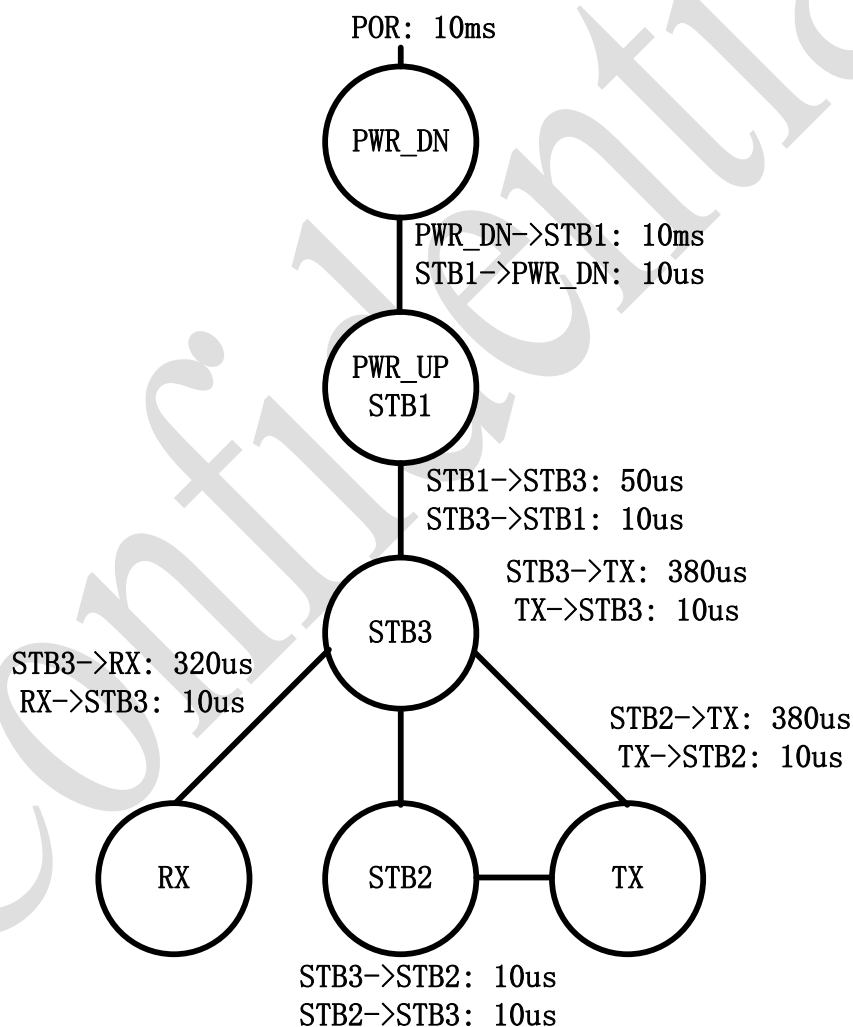 POR: 10ms
PWR_DN
PWR_DN->STB1: 10ms
STB1->PWR_DN: 10us
PWR_UP
STB1
STB1->STB3: 50us
STB3->STB1: 10us
STB3->TX: 380us
TX->STB3: 10us
STB3
STB3->RX: 320us
RX->STB3: 10us
STB2->TX: 380us
TX->STB2: 10us
RX
STB2
TX
STB3->STB2: 10us
STB2->STB3: 10us
Confidential